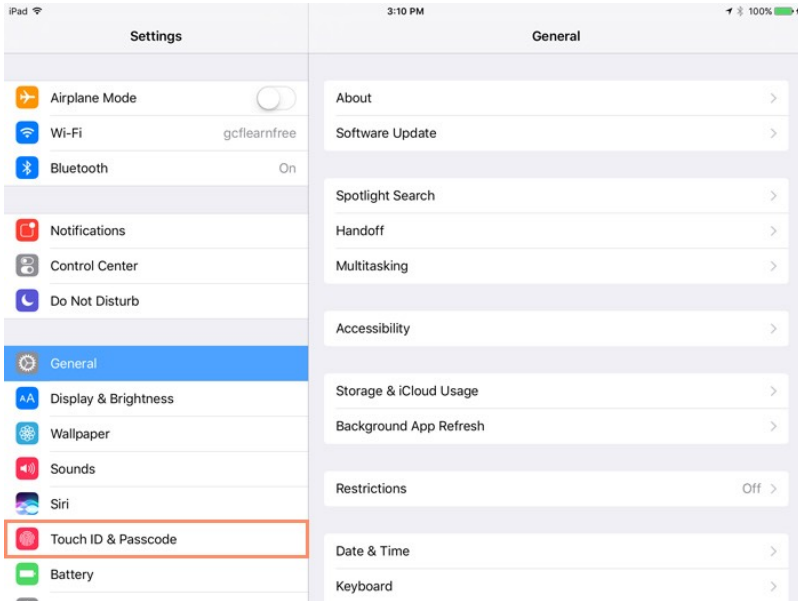 iPad 3:10 PM 100%
Settings
Airplane Mode
Wi-Fi gcflearnfree
Bluetooth On
Notifications
Control Center
Do Not Disturb
General
AA Display & Brightness
Wallpaper
Sounds
Siri
Touch ID & Passcode
Battery
General
About
Software Update
Spotlight Search
Handoff
Multitasking
Accessibility
Storage & iCloud Usage
Background App Refresh
Restrictions Off
Date & Time
Keyboard